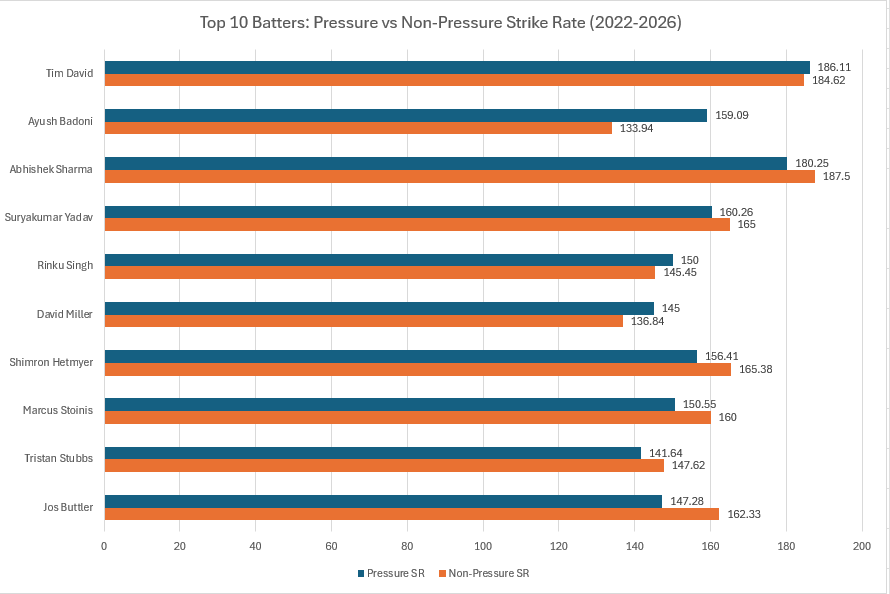 Top 10 Batters: Pressure vs Non-Pressure Strike Rate (2022-2026)
Tim David 186.11 184.62
Ayush Badoni 159.09 133.94
Abhishek Sharma 180.25 187.5
Suryakumar Yadav 160.26 165
Rinku Singh 150 145.45
David Miller 145 136.84
Shimron Hetmyer 156.41 165.38
Marcus Stoinis 150.55 160
Tristan Stubbs 141.64 147.62
Jos Buttler 147.28 162.33
0 20 40 60 80 100 120 140 160 180 200
Pressure SR Non-Pressure SR